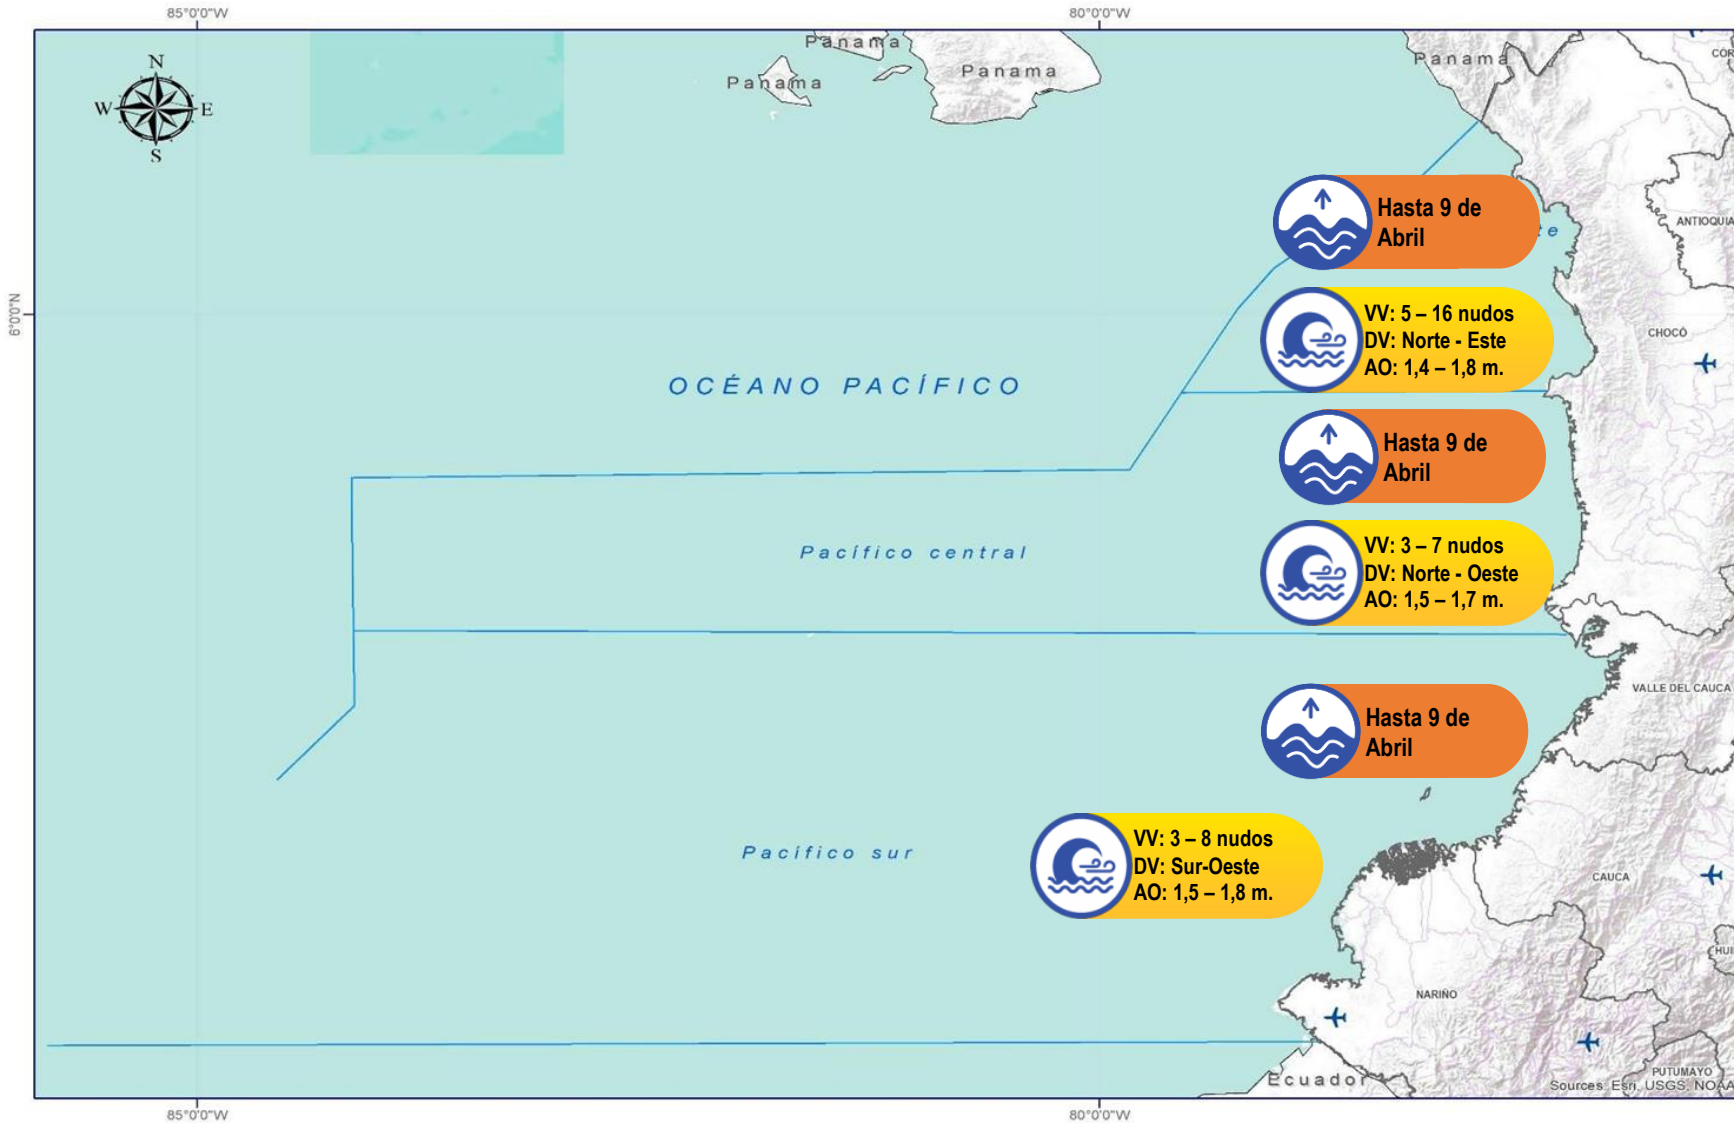 85°0'0"W
80°0'0"W
N
W
E
S
Panama
Panama
Panama
Panama
Hasta 9 de
Abril
te
ANTIOQUIA
6°0'0"N
VV: 5 – 16 nudos
DV: Norte - Este
AO: 1,4 – 1,8 m.
CHOCÓ
OCÉANO PACÍFICO
Hasta 9 de
Abril
Pacífico central
VV: 3 – 7 nudos
DV: Norte - Oeste
AO: 1,5 – 1,7 m.
VALLE DEL CAUCA
Hasta 9 de
Abril
VV: 3 – 8 nudos
DV: Sur-Oeste
AO: 1,5 – 1,8 m.
Pacífico sur
CAUCA
HUI
NARIÑO
Ecuador
PUTUMAYO
Sources: Esri, USGS, NOAA
85°0'0"W
80°0'0"W